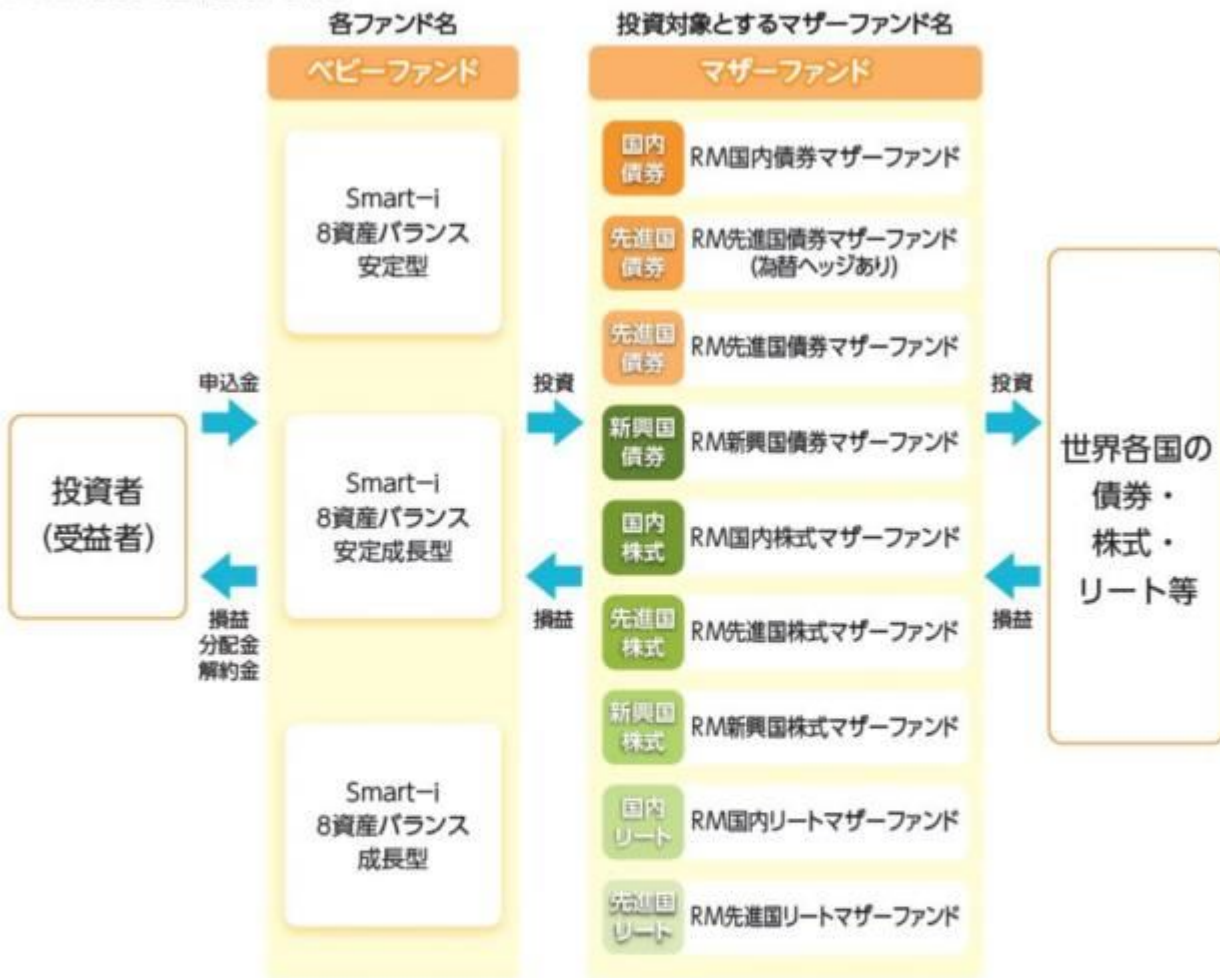 各ファンド名
投資対象とするマザーファンド名
ベビーファンド
マザーファンド
Smart-i
8資産バランス
安定型
Smart-i
8資産バランス
安定成長型
Smart-i
8資産バランス
成長型
国内
債券
RM国内債券マザーファンド
先進国
債券
RM先進国債券マザーファンド
(為替ヘッジあり)
先進国
債券
RM先進国債券マザーファンド
新興国
債券
RM新興国債券マザーファンド
国内
株式
RM国内株式マザーファンド
先進国
株式
RM先進国株式マザーファンド
新興国
株式
RM新興国株式マザーファンド
国内
リート
RM国内リートマザーファンド
先進国
リート
RM先進国リートマザーファンド
投資者
(受益者)
申込金
損益
分配金
解約金
投資
損益
投資
損益
世界各国の
債券・
株式・
リート等